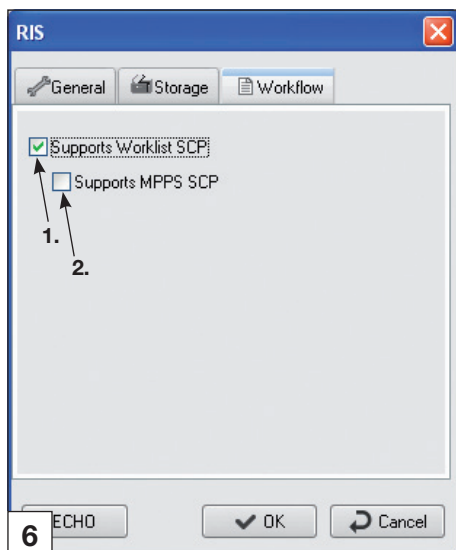 RIS
General Storage Workflow
Supports Worklist SCP
Supports MPPS SCP
1.
2.
6 ECHO OK Cancel